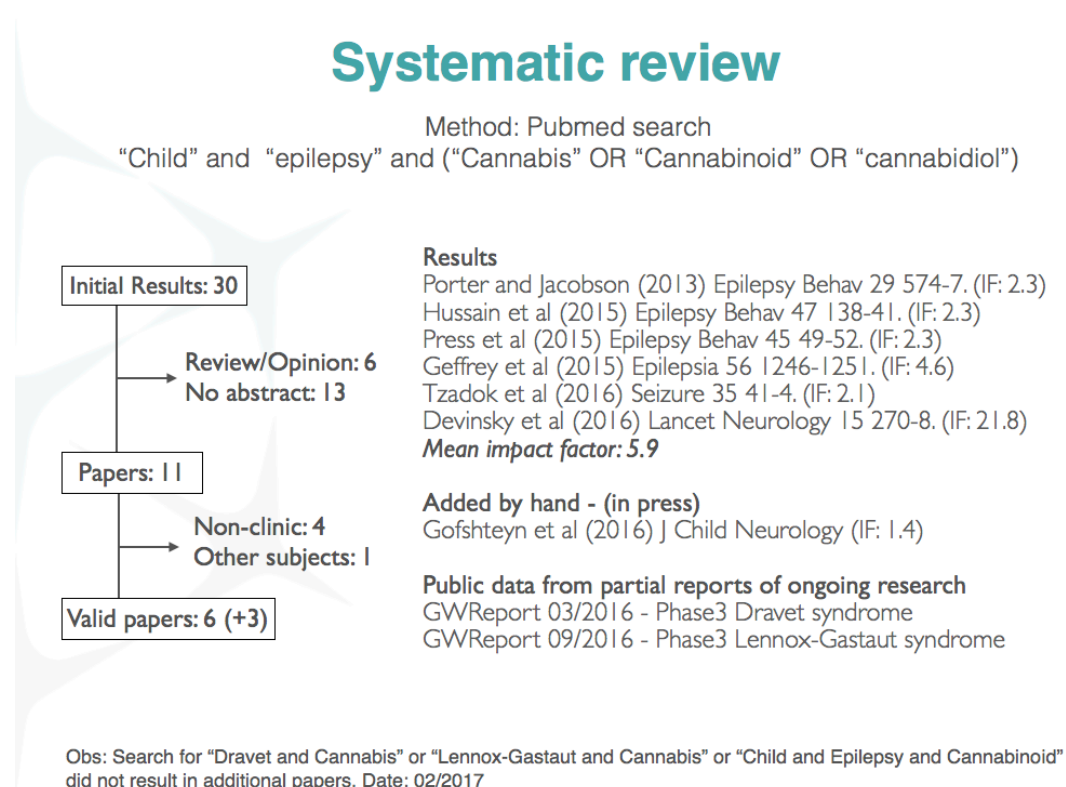 Systematic review
Method: Pubmed search
“Child” and “epilepsy” and (“Cannabis” OR “Cannabinoid” OR “cannabidiol”)
Initial Results: 30
Review/Opinion: 6
No abstract: 13
Papers: 11
Non-clinic: 4
Other subjects: 1
Valid papers: 6 (+3)
Results
Porter and Jacobson (2013) Epilepsy Behav 29 574-7. (IF: 2.3)
Hussain et al (2015) Epilepsy Behav 47 138-41. (IF: 2.3)
Press et al (2015) Epilepsy Behav 45 49-52. (IF: 2.3)
Geffrey et al (2015) Epilepsia 56 1246-1251. (IF: 4.6)
Tzadok et al (2016) Seizure 35 41-4. (IF: 2.1)
Devinsky et al (2016) Lancet Neurology 15 270-8. (IF: 21.8)
Mean impact factor: 5.9
Added by hand - (in press)
Gofshteyn et al (2016) J Child Neurology (IF: 1.4)
Public data from partial reports of ongoing research
GWReport 03/2016 - Phase3 Dravet syndrome
GWReport 09/2016 - Phase3 Lennox-Gastaut syndrome
Obs: Search for “Dravet and Cannabis” or “Lennox-Gastaut and Cannabis” or “Child and Epilepsy and Cannabinoid”
did not result in additional papers. Date: 02/2017